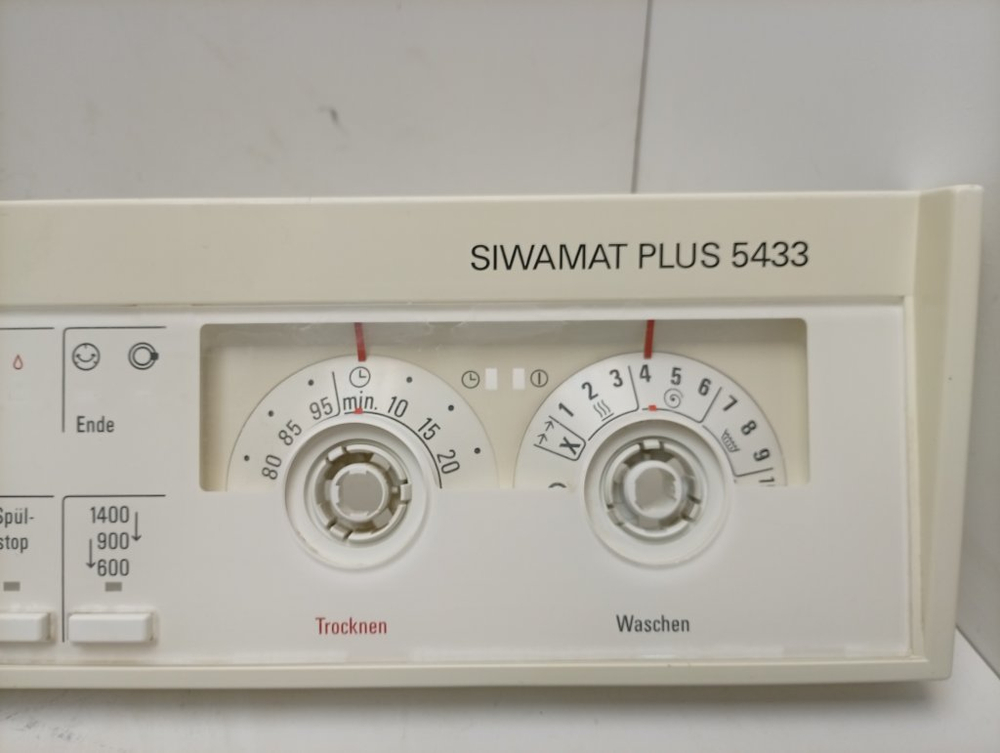 SIWAMAT PLUS 5433
Ende
Spül-
stop
1400
900
600
80 85 95 min. 10 15 20
X 1 2 3 4 5 6 7 8 9
Trocknen
Waschen